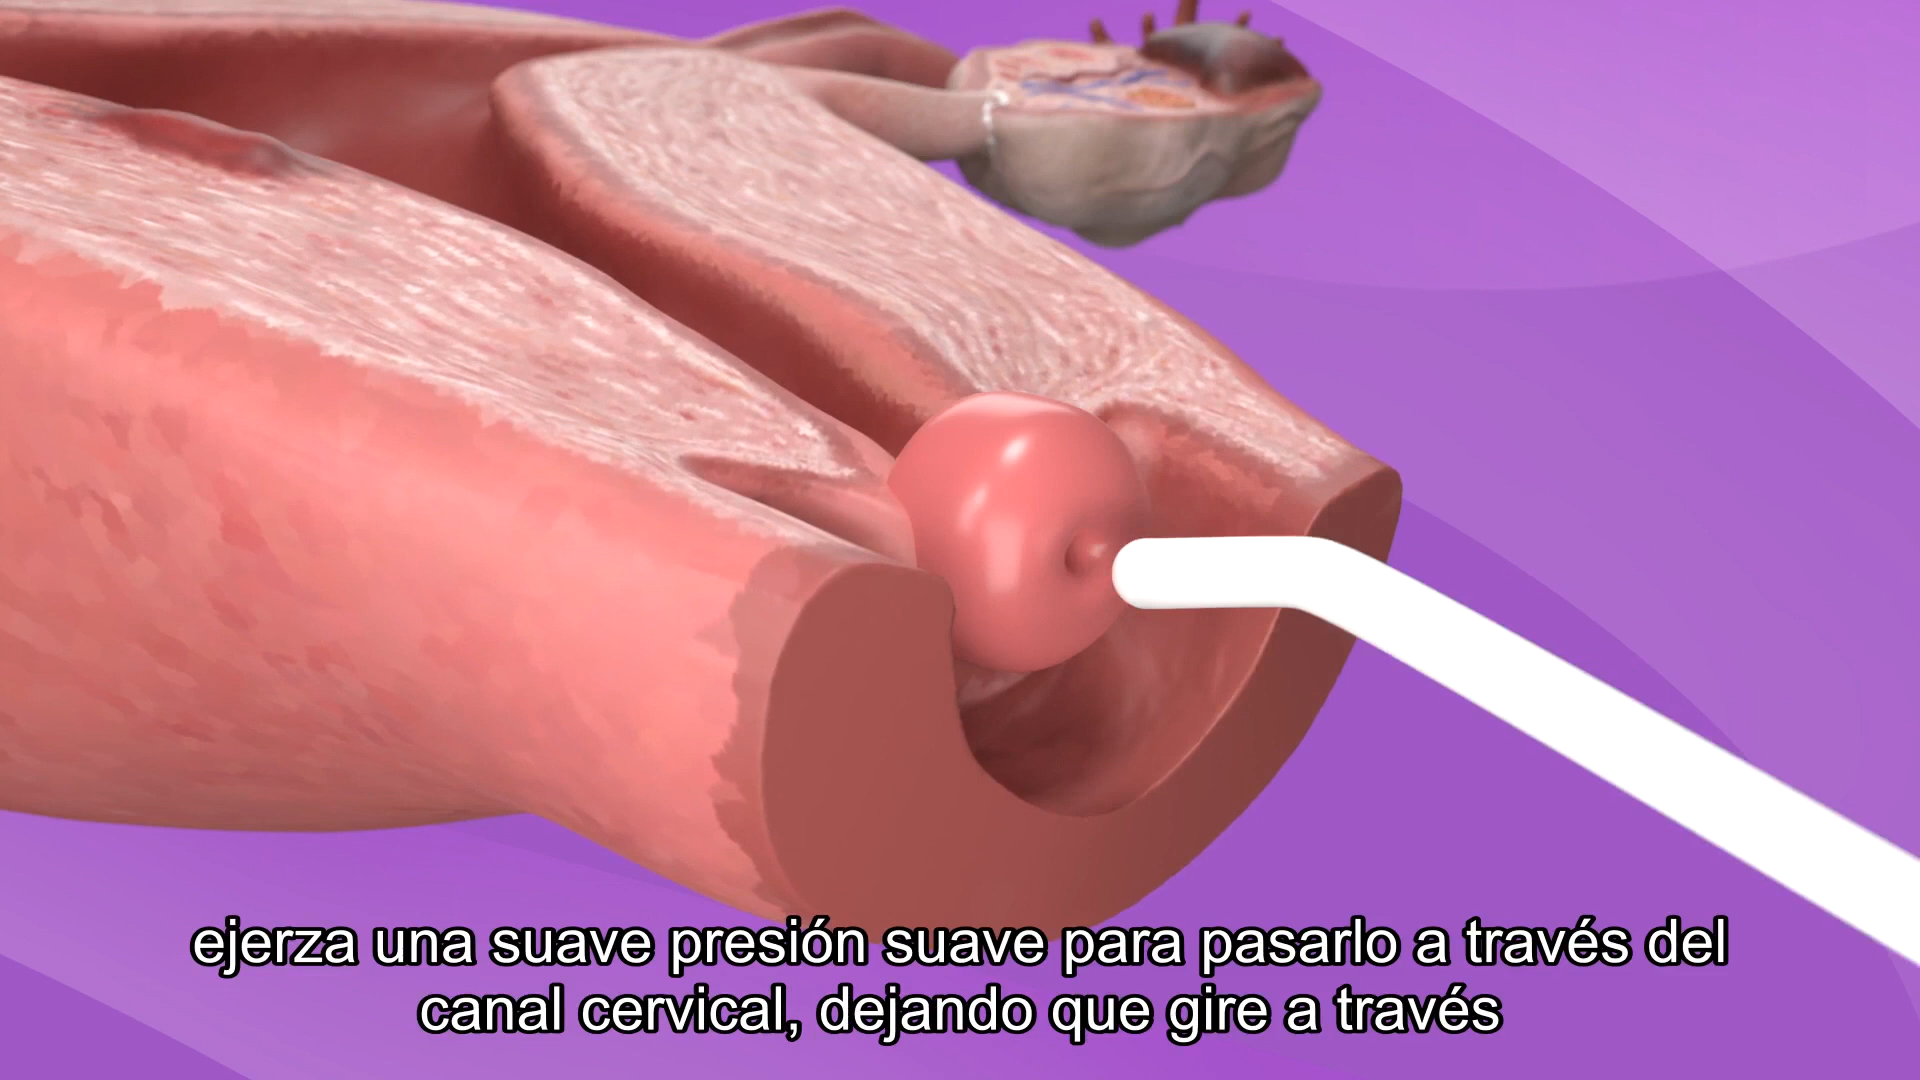 ejerza una suave presión suave para pasarlo a través del
canal cervical, dejando que gire a través